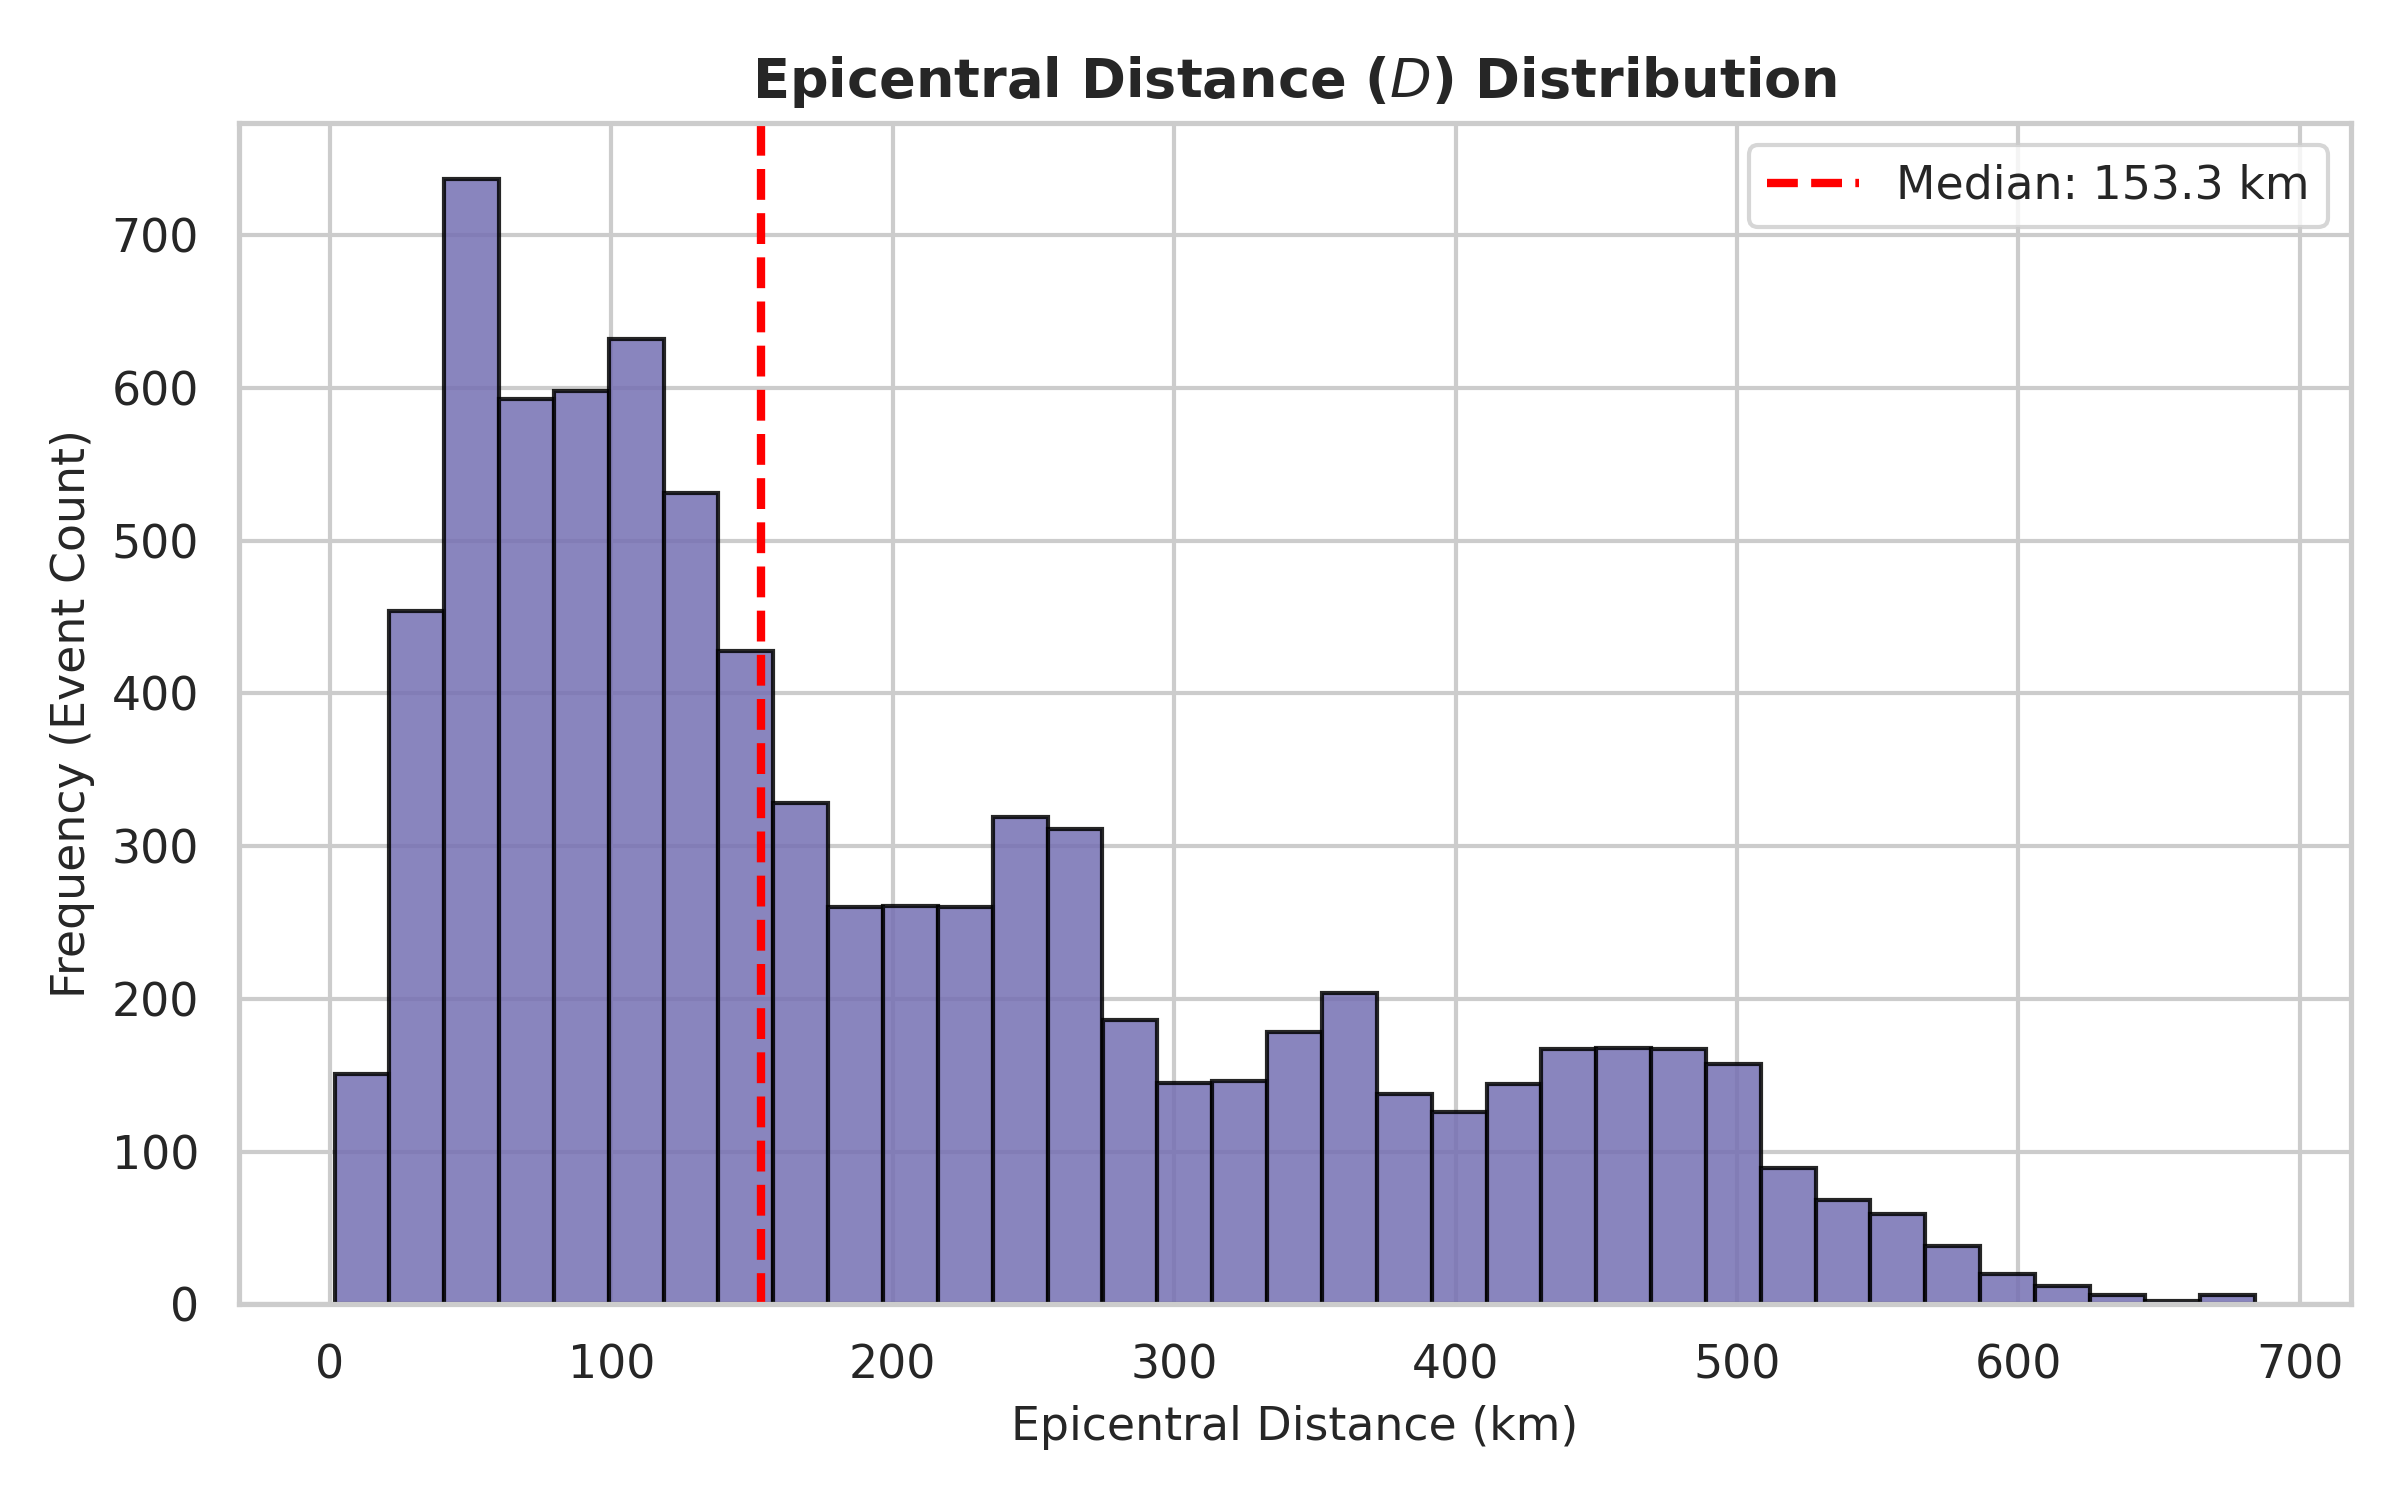 Epicentral Distance (D) Distribution
Median: 153.3 km
Frequency (Event Count)
700
600
500
400
300
200
100
0
0 100 200 300 400 500 600 700
Epicentral Distance (km)